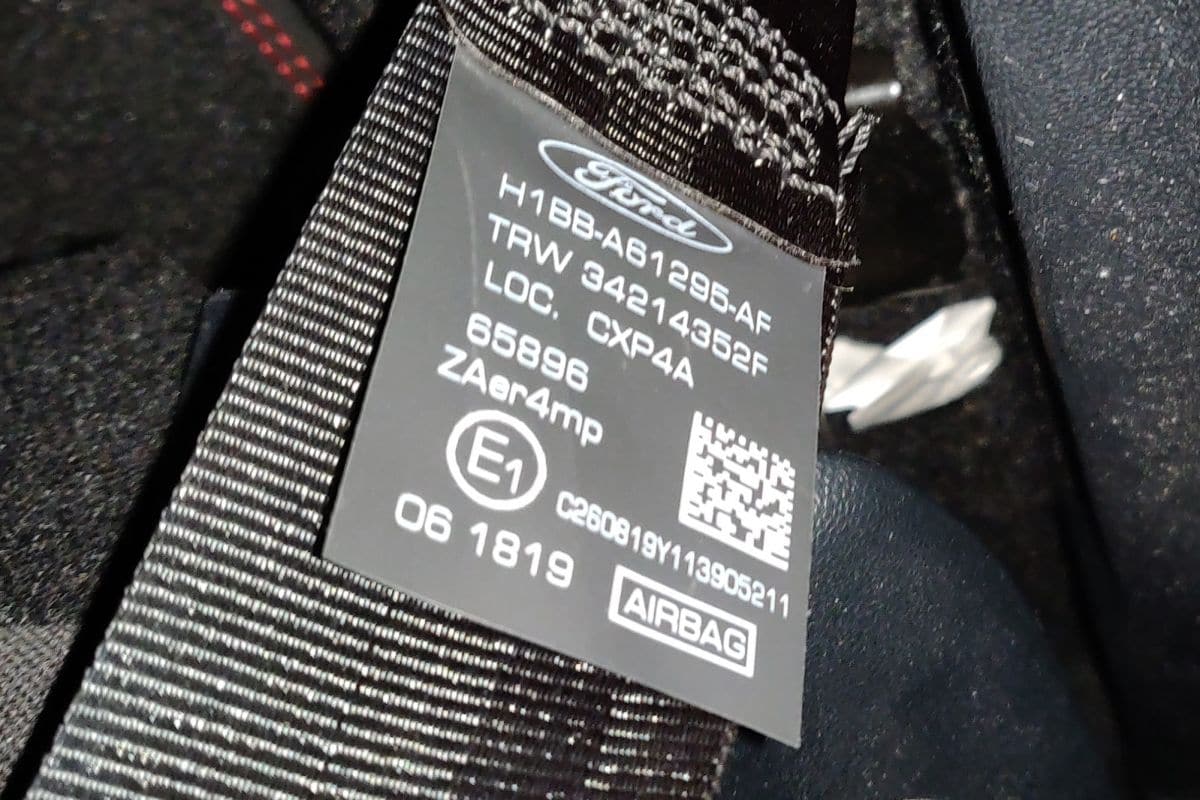 Ford
H1BB-A61295-AF
TRW 34214352F
LOC. CXP4A
65896
ZAer4mp
E1
C260819Y113905211
06 1819
AIRBAG